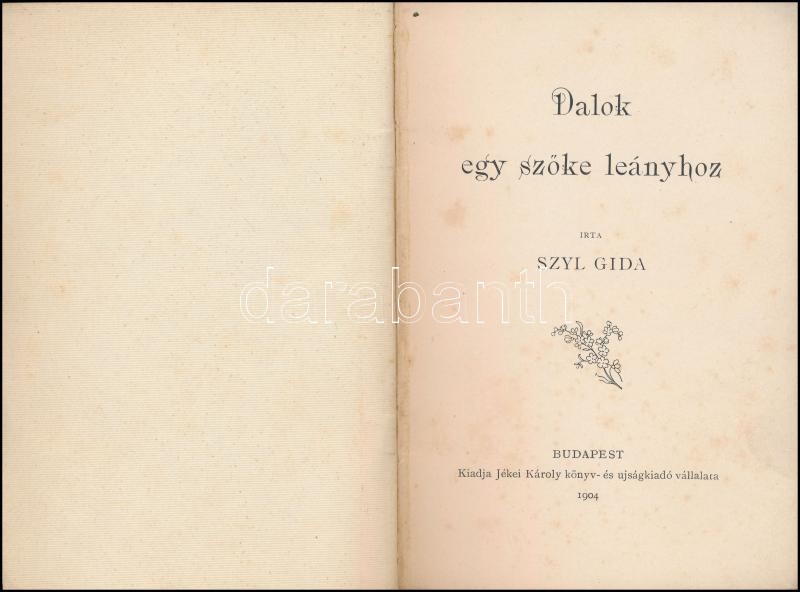 Dalok
egy szőke leányhoz
IRTA
SZYL GIDA
darabanth
BUDAPEST
Kiadja Jékei Károly könyv- és ujságkiadó vállalata
1904